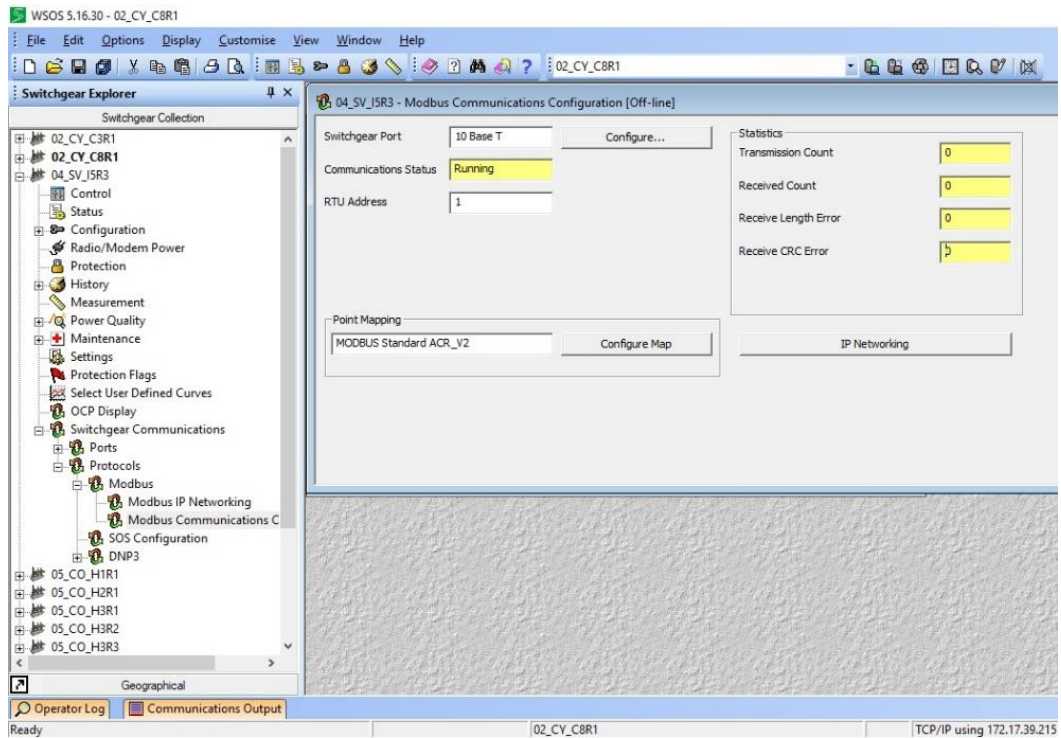 WSOS 5.16.30 - 02_CY_C8R1
File Edit Options Display Customise View Window Help
02_CY_C8R1
Switchgear Explorer
Switchgear Collection
02_CY_C3R1
02_CY_C8R1
04_SV_I5R3
Control
Status
Configuration
Radio/Modem Power
Protection
History
Measurement
Power Quality
Maintenance
Settings
Protection Flags
Select User Defined Curves
OCP Display
Switchgear Communications
Ports
Protocols
Modbus
Modbus IP Networking
Modbus Communications C
SOS Configuration
DNP3
05_CO_H1R1
05_CO_H2R1
05_CO_H3R1
05_CO_H3R2
05_CO_H3R3
Geographical
04_SV_I5R3 - Modbus Communications Configuration [Off-line]
Switchgear Port 10 Base T Configure...
Communications Status Running
RTU Address 1
Statistics
Transmission Count 0
Received Count 0
Receive Length Error 0
Receive CRC Error
Point Mapping
MODBUS Standard ACR_V2 Configure Map
IP Networking
Operator Log Communications Output
Ready 02_CY_C8R1 TCP/IP using 172.17.39.215